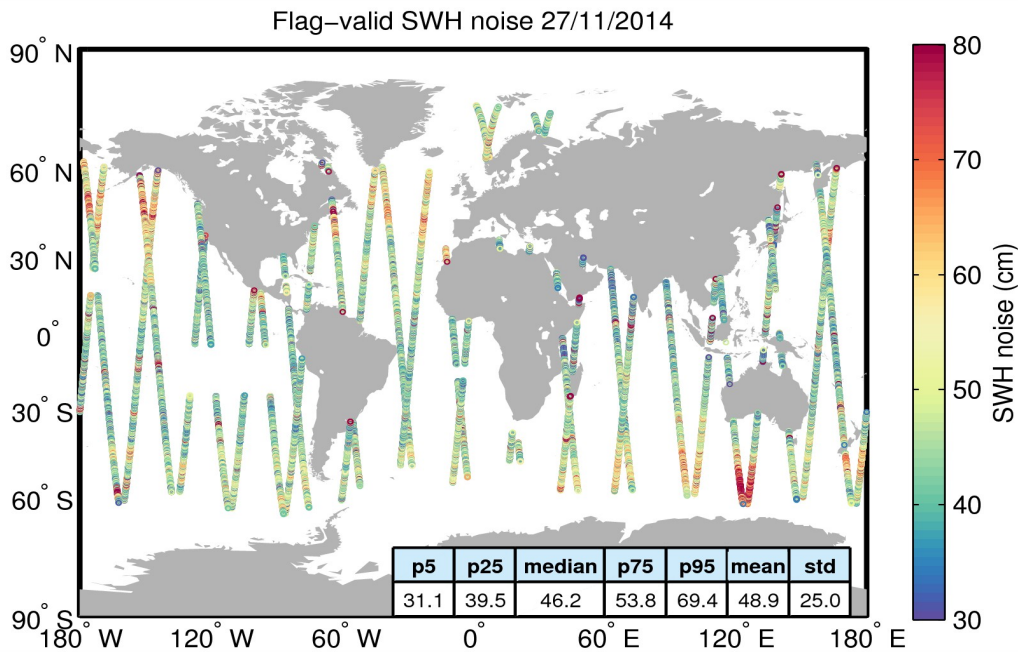 Flag−valid SWH noise 27/11/2014
90° N
60° N
30° N
0°
30° S
60° S
90° S
180° W
120° W
60° W
0°
60° E
120° E
180° E
p5 p25 median p75 p95 mean std
31.1 39.5 46.2 53.8 69.4 48.9 25.0
80
70
60
50
40
30
SWH noise (cm)